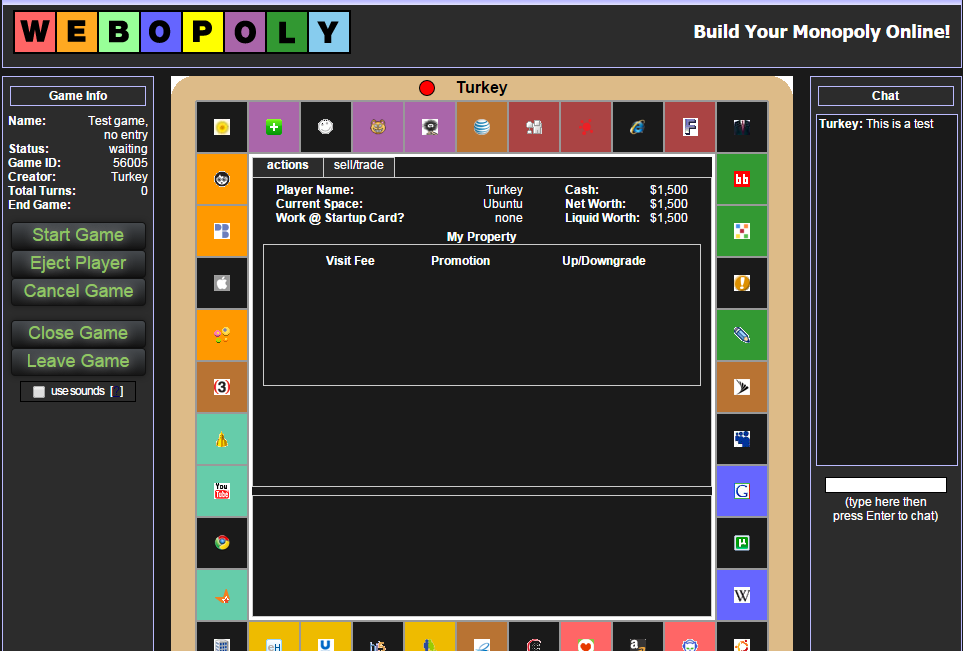 WEBOPOLY
Build Your Monopoly Online!
Game Info
Name: Test game,
no entry
Status: waiting
Game ID: 56005
Creator: Turkey
Total Turns: 0
End Game:
Start Game
Eject Player
Cancel Game
Close Game
Leave Game
use sounds [ ]
Turkey
F
bb
3
You
Tube
G
µ
W
eH
U
a
actions sell/trade
Player Name: Turkey Cash: $1,500
Current Space: Ubuntu Net Worth: $1,500
Work @ Startup Card? none Liquid Worth: $1,500
My Property
Visit Fee Promotion Up/Downgrade
Chat
Turkey: This is a test
(type here then
press Enter to chat)